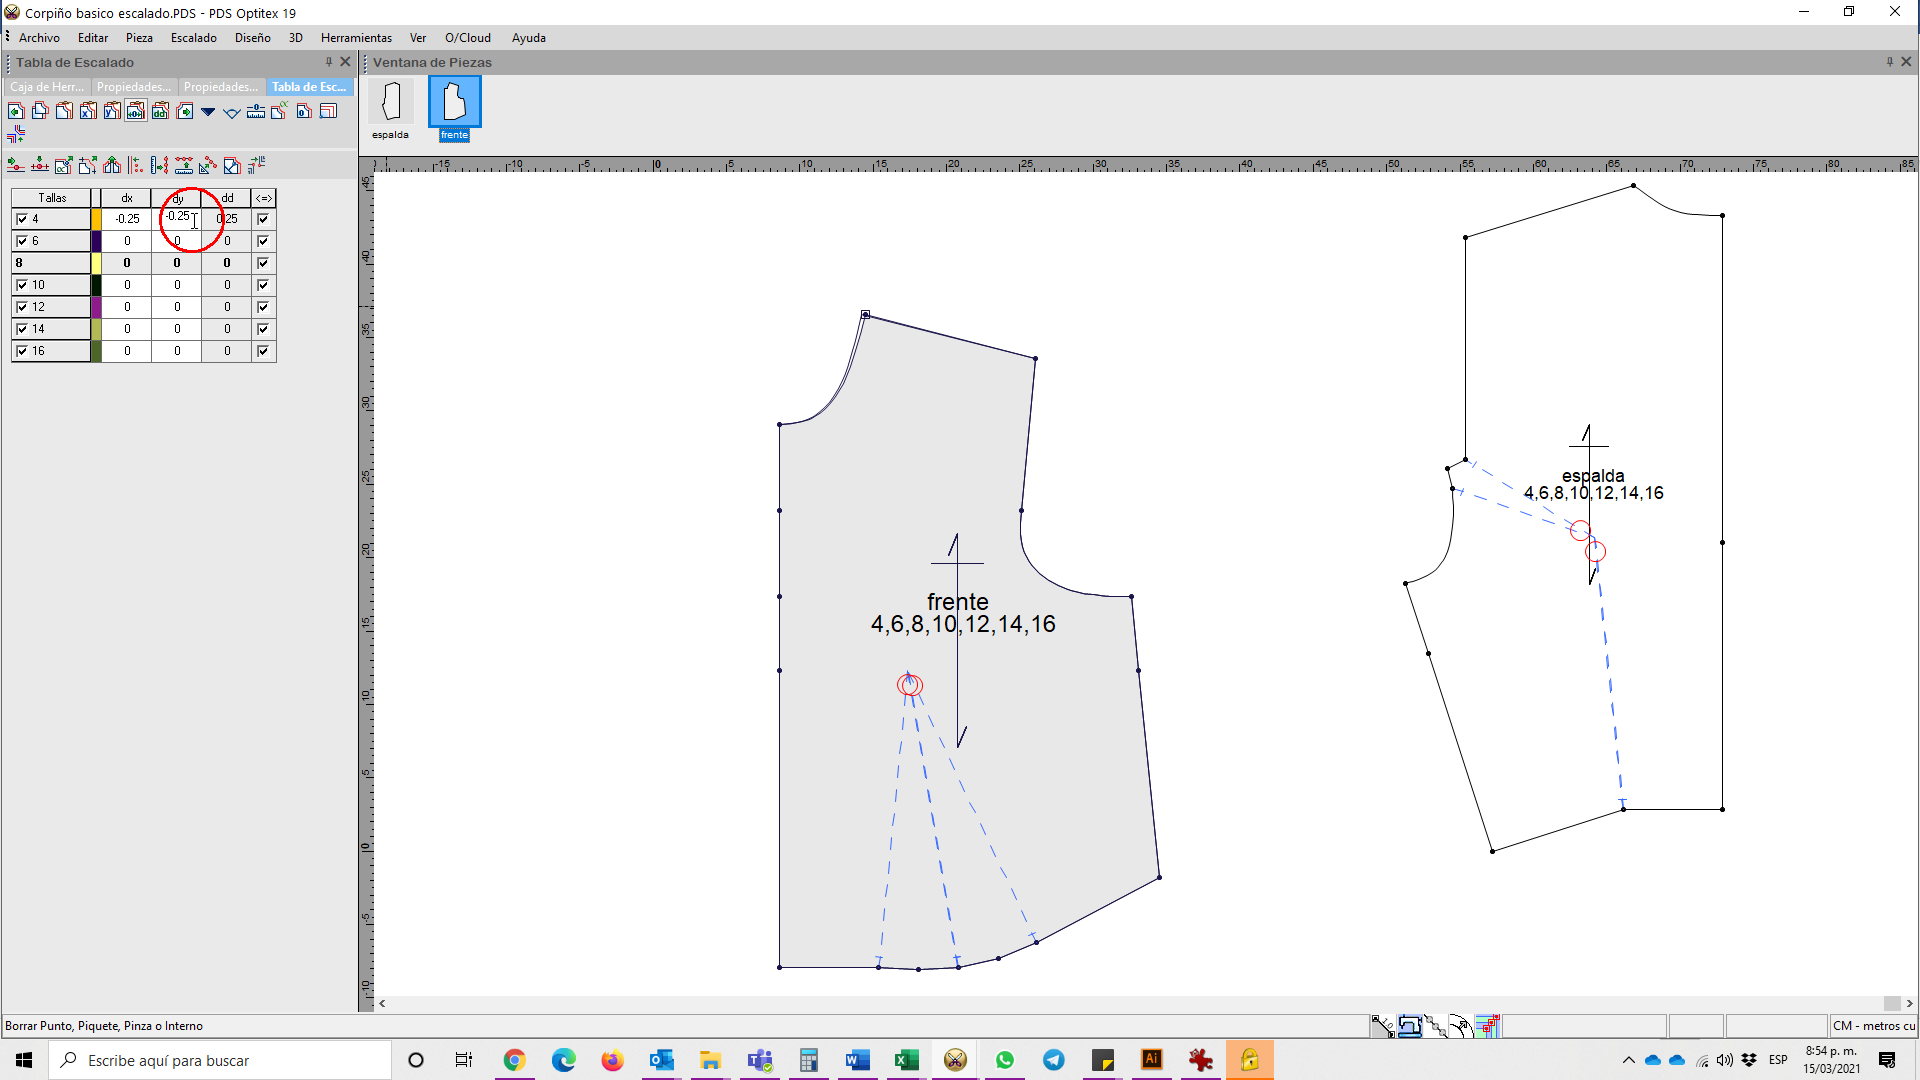 Corpiño basico escalado.PDS - PDS Optitex 19
Archivo Editar Pieza Escalado Diseño 3D Herramientas Ver O/Cloud Ayuda
Tabla de Escalado
Ventana de Piezas
Caja de Herr... Propiedades... Propiedades... Tabla de Esc...
espalda
frente
-15 -10 -5 0 5 10 15 20 25 30 35 40 45 50 55 60 65 70 75 80 85
45 40 35 30 25 20 15 10 5 0 -5 -10
Tallas dx dy dd <=>
4 -0.25 -0.25 0.25
6 0 0 0
8 0 0 0
10 0 0 0
12 0 0 0
14 0 0 0
16 0 0 0
frente
4,6,8,10,12,14,16
espalda
4,6,8,10,12,14,16
Borrar Punto, Piquete, Pinza o Interno
CM - metros cu
Escribe aquí para buscar
ESP
8:54 p. m.
15/03/2021